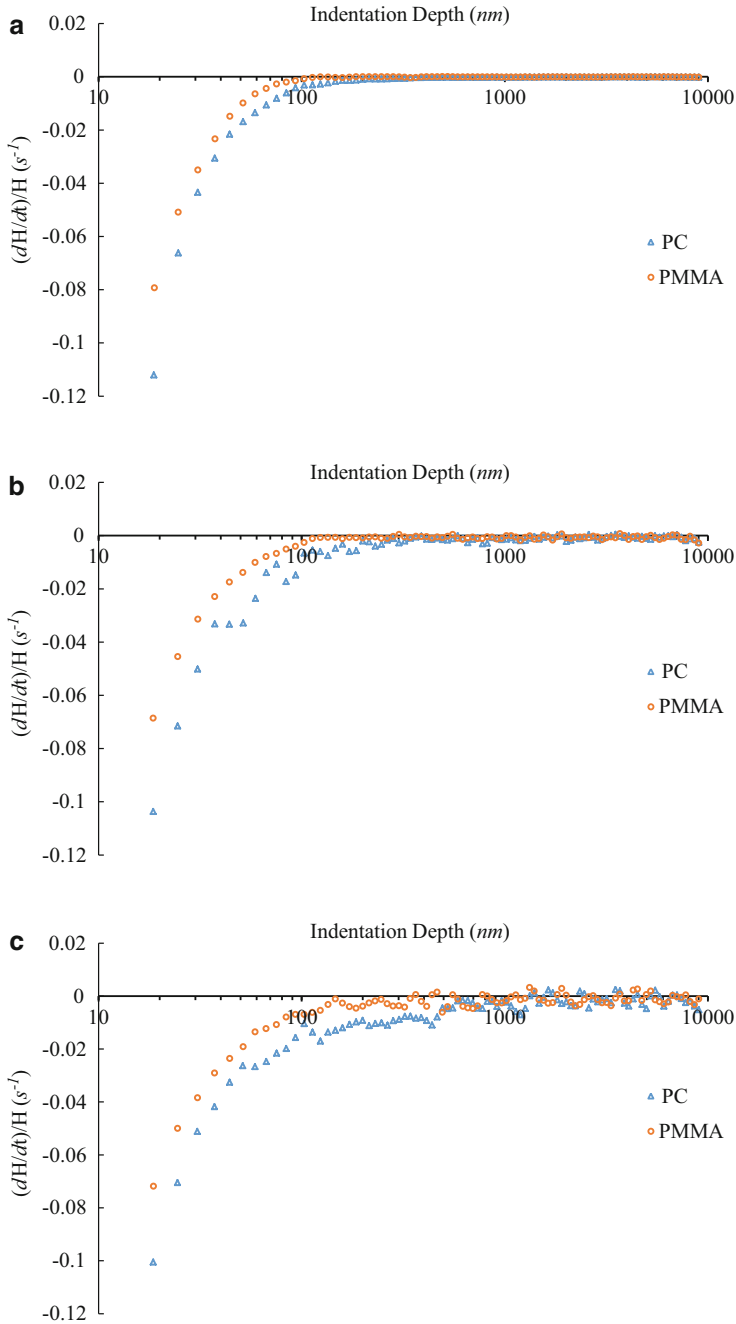 a
Indentation Depth (nm)
0.02
0
10 100 1000 10000
-0.02
-0.04
-0.06
-0.08
-0.1
-0.12
(dH/dt)/H (s⁻¹)
PC
PMMA
b
Indentation Depth (nm)
0.02
0
10 100 1000 10000
-0.02
-0.04
-0.06
-0.08
-0.1
-0.12
(dH/dt)/H (s⁻¹)
PC
PMMA
c
Indentation Depth (nm)
0.02
0
10 100 1000 10000
-0.02
-0.04
-0.06
-0.08
-0.1
-0.12
(dH/dt)/H (s⁻¹)
PC
PMMA